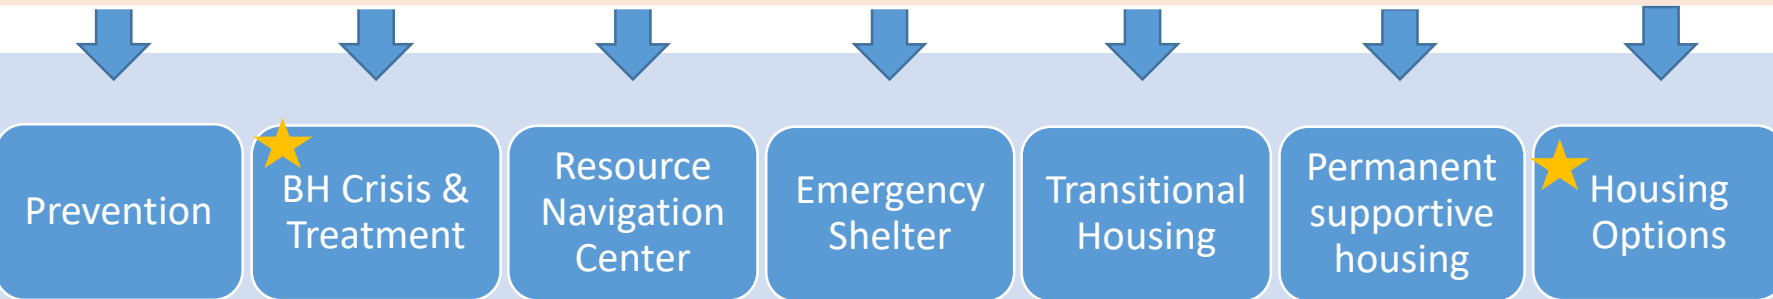 Prevention
BH Crisis &
Treatment
Resource
Navigation
Center
Emergency
Shelter
Transitional
Housing
Permanent
supportive
housing
Housing
Options